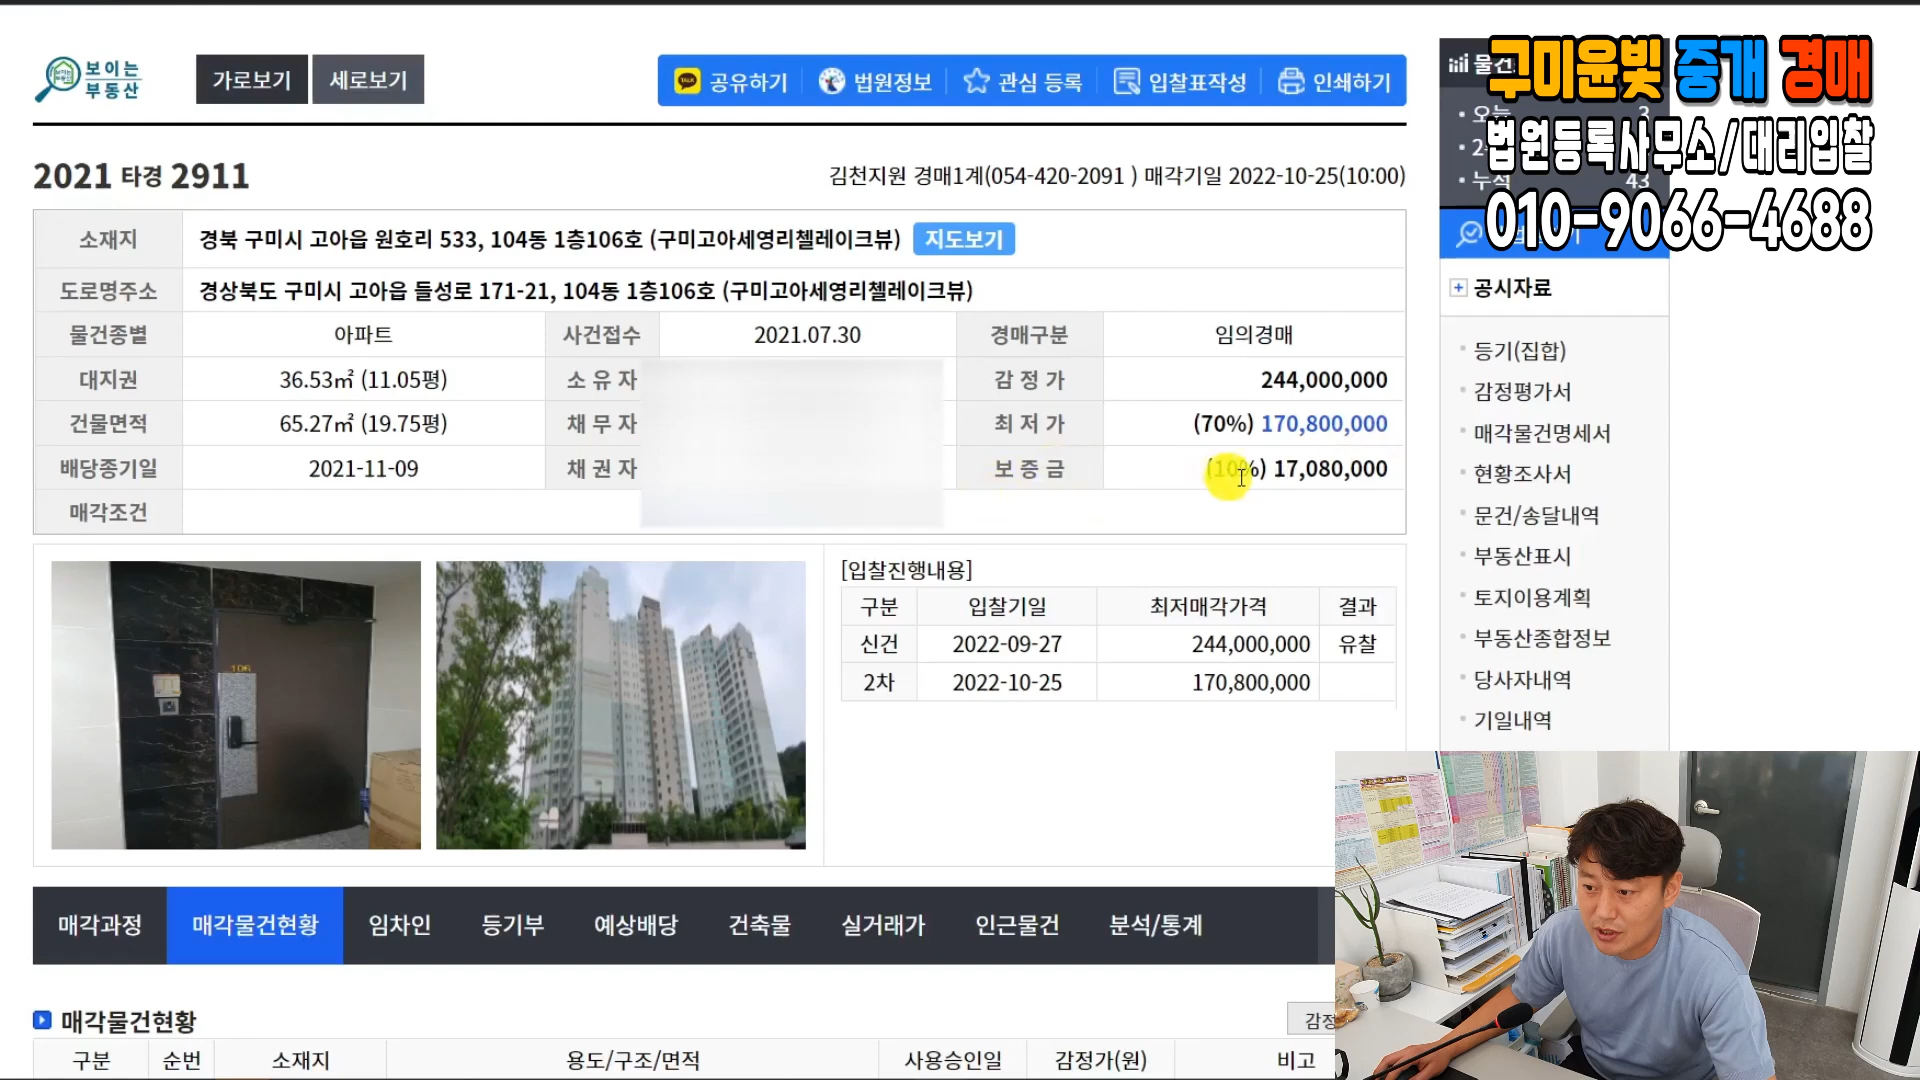 보이는
부동산
가로보기
세로보기
공유하기
법원정보
관심 등록
입찰표작성
인쇄하기
구미윤빛 중개 경매
법원등록사무소/대리입찰
010-9066-4688
물건
3
누적
43
2021 타경 2911
김천지원 경매1계(054-420-2091 ) 매각기일 2022-10-25(10:00)
소재지
경북 구미시 고아읍 원호리 533, 104동 1층106호 (구미고아세영리첼레이크뷰)
지도보기
도로명주소
경상북도 구미시 고아읍 들성로 171-21, 104동 1층106호 (구미고아세영리첼레이크뷰)
물건종별 아파트 사건접수 2021.07.30 경매구분 임의경매
대지권 36.53㎡ (11.05평) 소 유 자 감 정 가 244,000,000
건물면적 65.27㎡ (19.75평) 채 무 자 최 저 가 (70%) 170,800,000
배당종기일 2021-11-09 채 권 자 보 증 금 (10%) 17,080,000
매각조건
106
[입찰진행내용]
구분 입찰기일 최저매각가격 결과
신건 2022-09-27 244,000,000 유찰
2차 2022-10-25 170,800,000
공시자료
등기(집합)
감정평가서
매각물건명세서
현황조사서
문건/송달내역
부동산표시
토지이용계획
부동산종합정보
당사자내역
기일내역
매각과정 매각물건현황 임차인 등기부 예상배당 건축물 실거래가 인근물건 분석/통계
매각물건현황
감정
구분 순번 소재지 용도/구조/면적 사용승인일 감정가(원) 비고